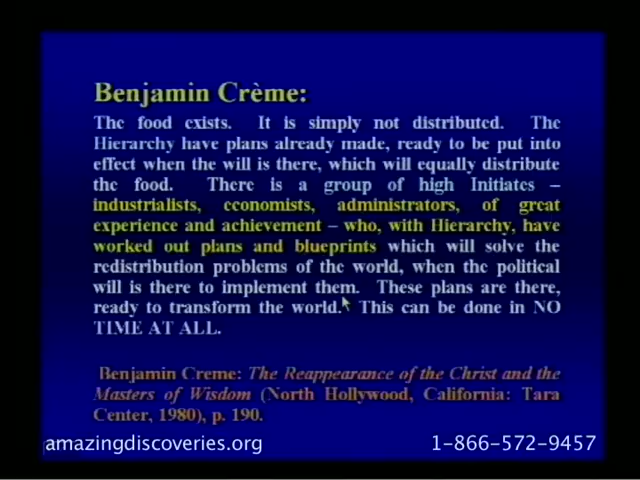 Benjamin Crème:
The food exists. It is simply not distributed. The
Hierarchy have plans already made, ready to be put into
effect when the will is there, which will equally distribute
the food. There is a group of high Initiates –
industrialists, economists, administrators, of great
experience and achievement – who, with Hierarchy, have
worked out plans and blueprints which will solve the
redistribution problems of the world, when the political
will is there to implement them. These plans are there,
ready to transform the world. This can be done in NO
TIME AT ALL.
Benjamin Creme: The Reappearance of the Christ and the
Masters of Wisdom (North Hollywood, California: Tara
Center, 1980), p. 190.
amazingdiscoveries.org 1-866-572-9457